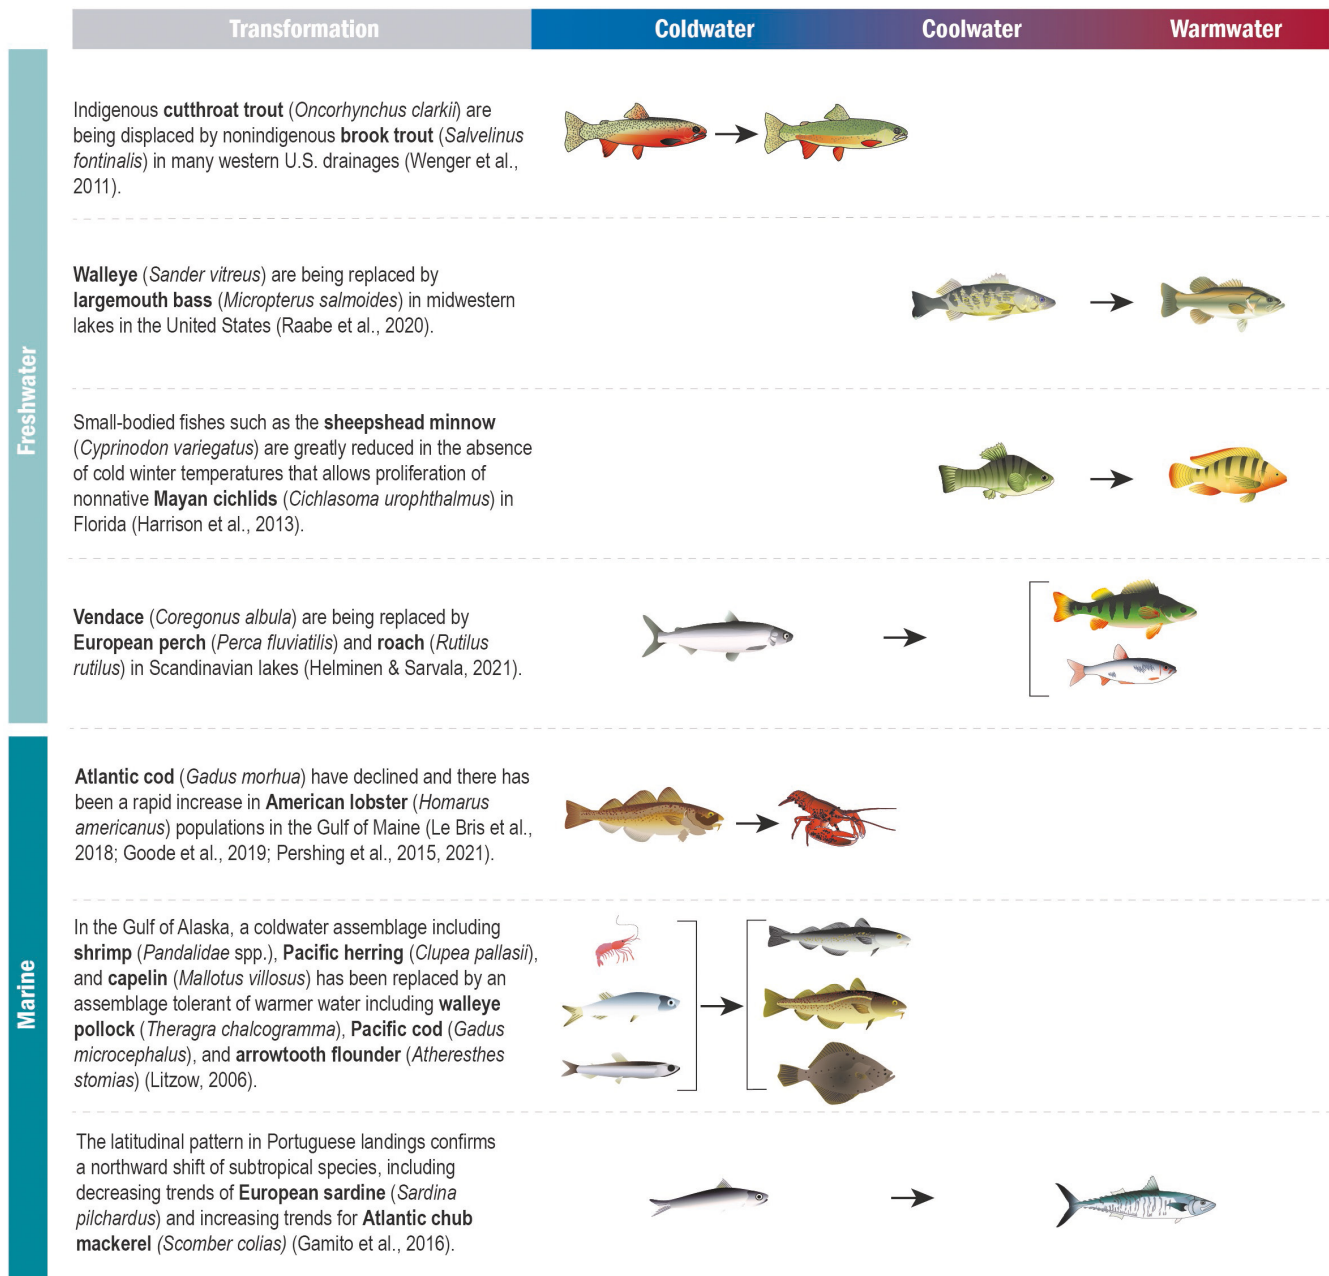 Transformation
Coldwater
Coolwater
Warmwater
Freshwater
Indigenous cutthroat trout (Oncorhynchus clarkii) are
being displaced by nonindigenous brook trout (Salvelinus
fontinalis) in many western U.S. drainages (Wenger et al.,
2011).
Walleye (Sander vitreus) are being replaced by
largemouth bass (Micropterus salmoides) in midwestern
lakes in the United States (Raabe et al., 2020).
Small-bodied fishes such as the sheepshead minnow
(Cyprinodon variegatus) are greatly reduced in the absence
of cold winter temperatures that allows proliferation of
nonnative Mayan cichlids (Cichlasoma urophthalmus) in
Florida (Harrison et al., 2013).
Vendace (Coregonus albula) are being replaced by
European perch (Perca fluviatilis) and roach (Rutilus
rutilus) in Scandinavian lakes (Helminen & Sarvala, 2021).
Marine
Atlantic cod (Gadus morhua) have declined and there has
been a rapid increase in American lobster (Homarus
americanus) populations in the Gulf of Maine (Le Bris et al.,
2018; Goode et al., 2019; Pershing et al., 2015, 2021).
In the Gulf of Alaska, a coldwater assemblage including
shrimp (Pandalidae spp.), Pacific herring (Clupea pallasii),
and capelin (Mallotus villosus) has been replaced by an
assemblage tolerant of warmer water including walleye
pollock (Theragra chalcogramma), Pacific cod (Gadus
microcephalus), and arrowtooth flounder (Atheresthes
stomias) (Litzow, 2006).
The latitudinal pattern in Portuguese landings confirms
a northward shift of subtropical species, including
decreasing trends of European sardine (Sardina
pilchardus) and increasing trends for Atlantic chub
mackerel (Scomber colias) (Gamito et al., 2016).